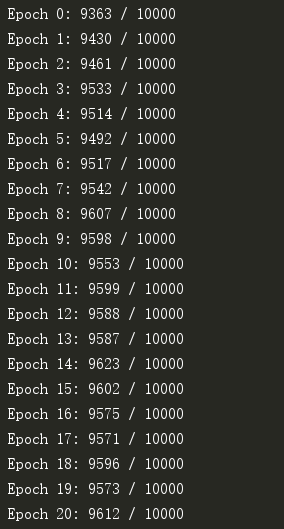 Epoch 0: 9363 / 10000
Epoch 1: 9430 / 10000
Epoch 2: 9461 / 10000
Epoch 3: 9533 / 10000
Epoch 4: 9514 / 10000
Epoch 5: 9492 / 10000
Epoch 6: 9517 / 10000
Epoch 7: 9542 / 10000
Epoch 8: 9607 / 10000
Epoch 9: 9598 / 10000
Epoch 10: 9553 / 10000
Epoch 11: 9599 / 10000
Epoch 12: 9588 / 10000
Epoch 13: 9587 / 10000
Epoch 14: 9623 / 10000
Epoch 15: 9602 / 10000
Epoch 16: 9575 / 10000
Epoch 17: 9571 / 10000
Epoch 18: 9596 / 10000
Epoch 19: 9573 / 10000
Epoch 20: 9612 / 10000